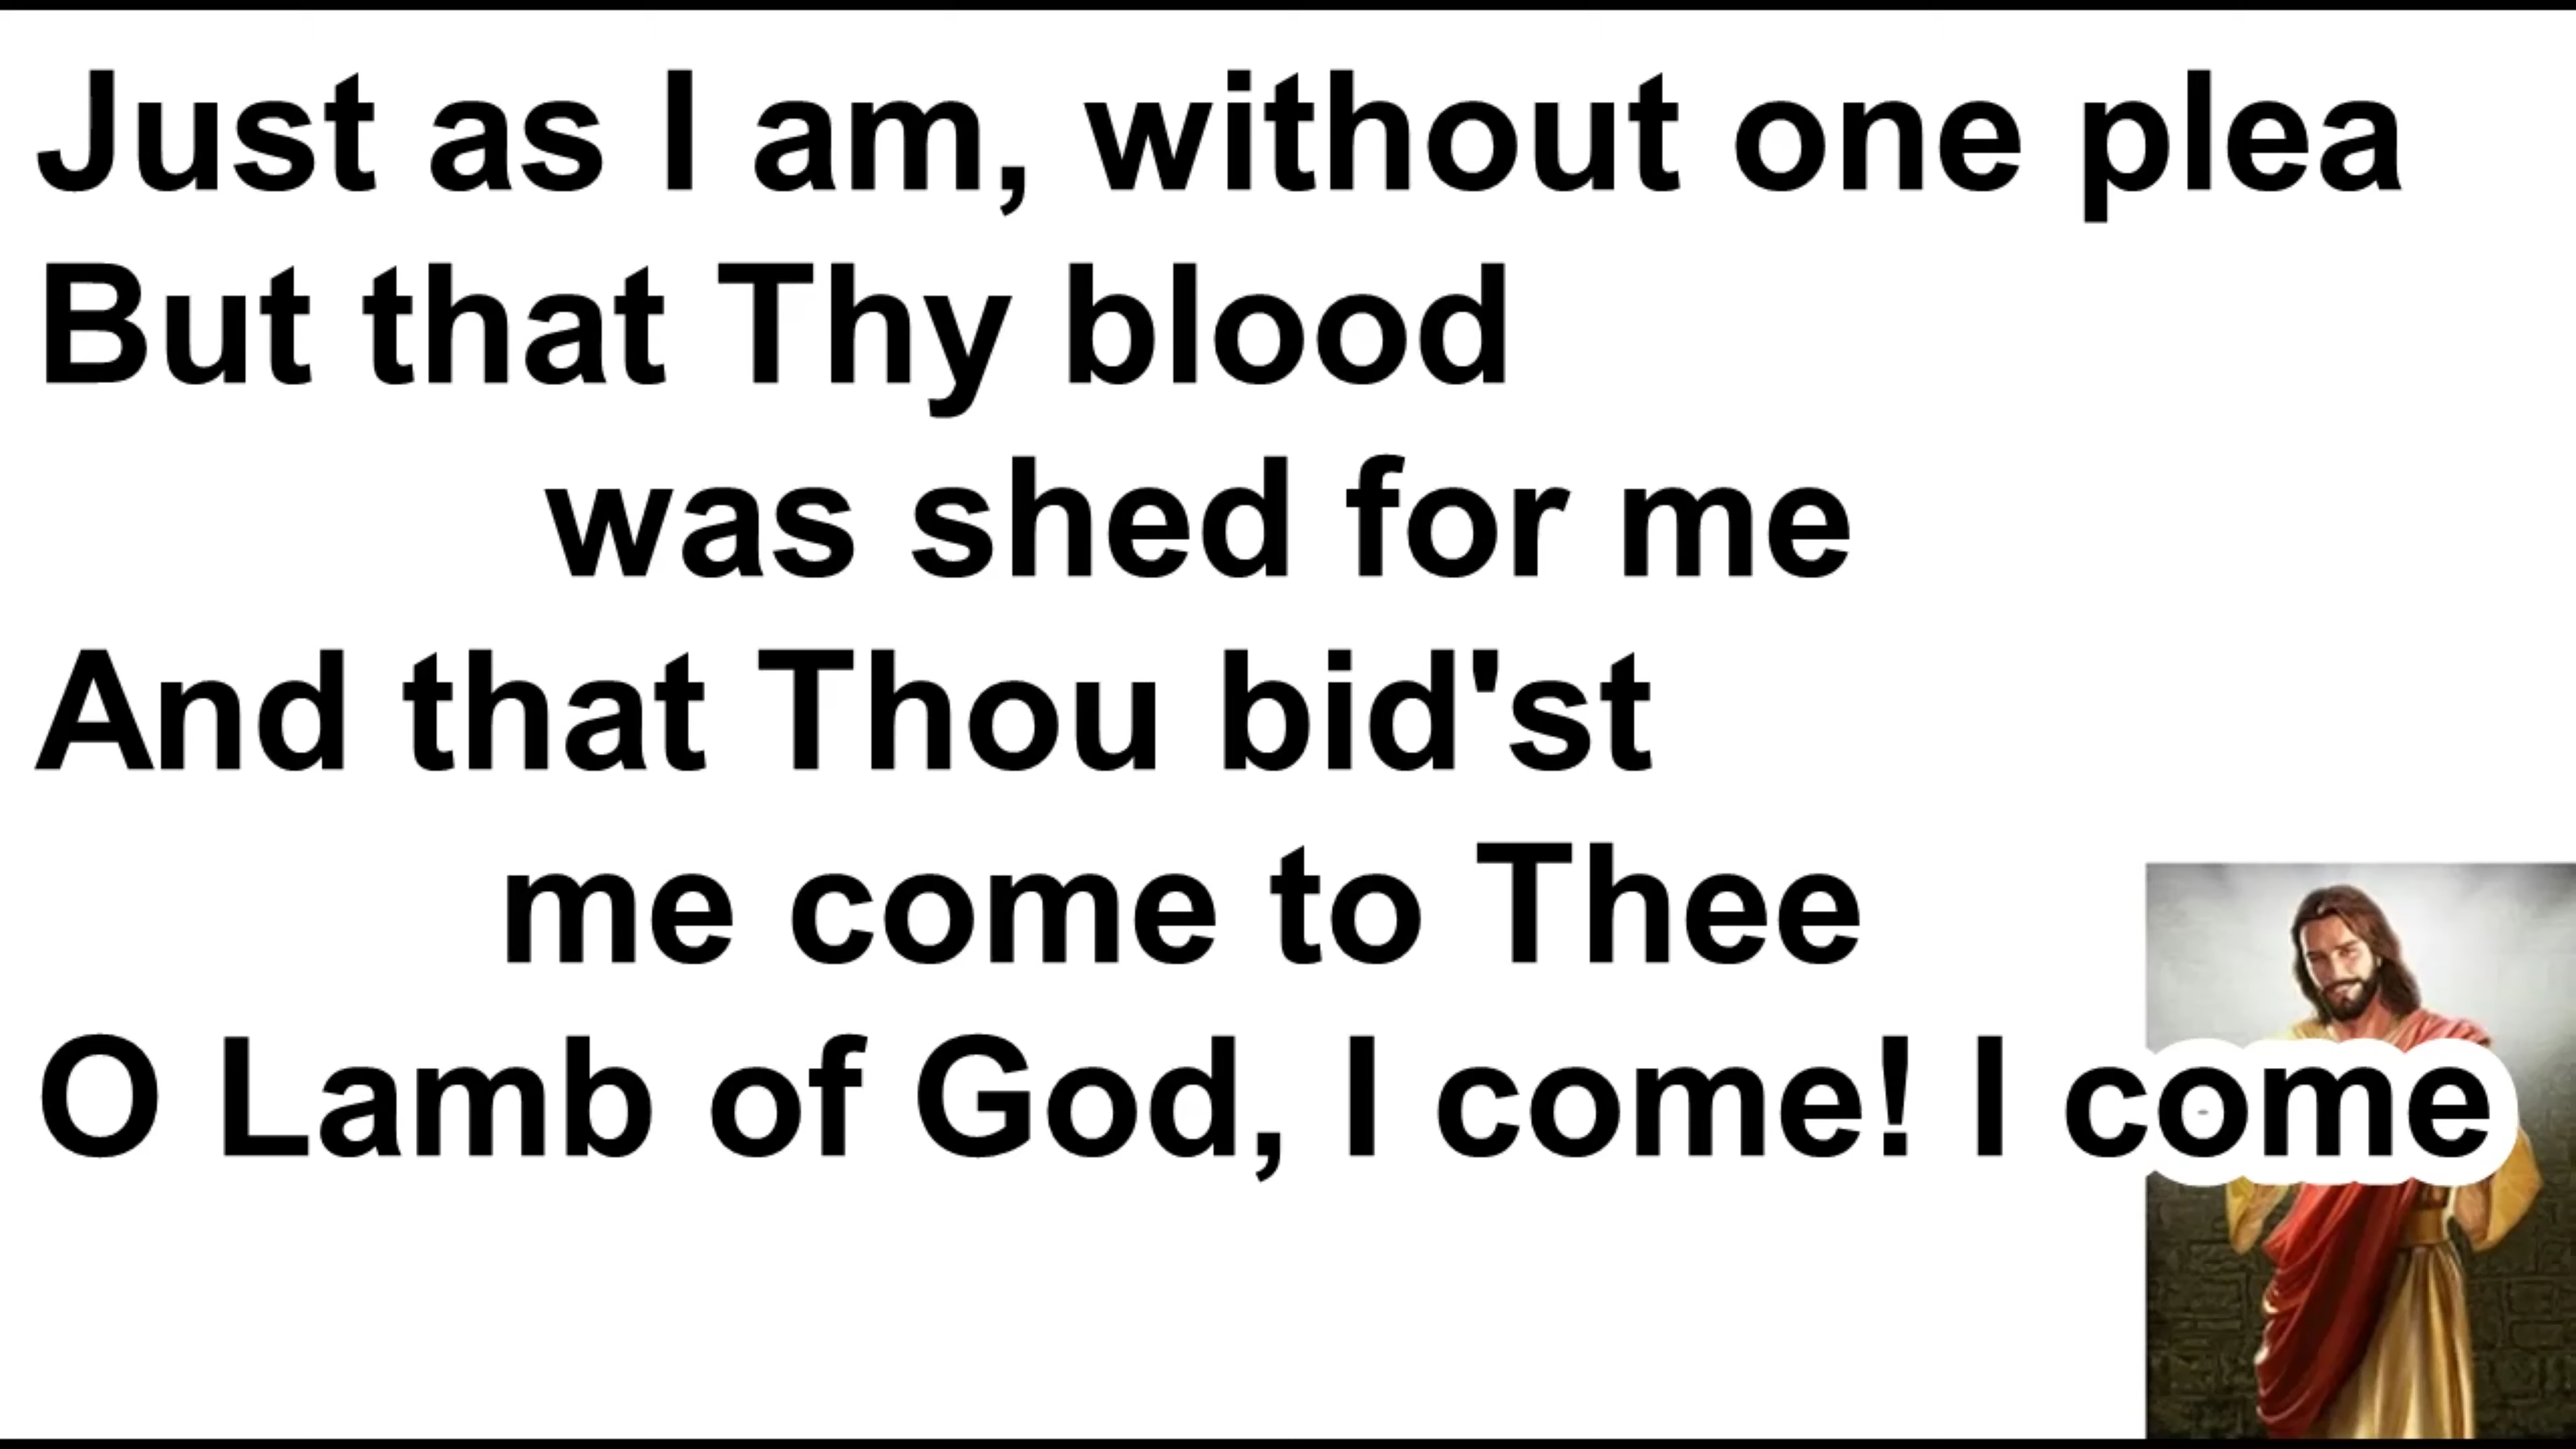 Just as I am, without one plea
But that Thy blood
was shed for me
And that Thou bid'st
me come to Thee
O Lamb of God, I come! I come